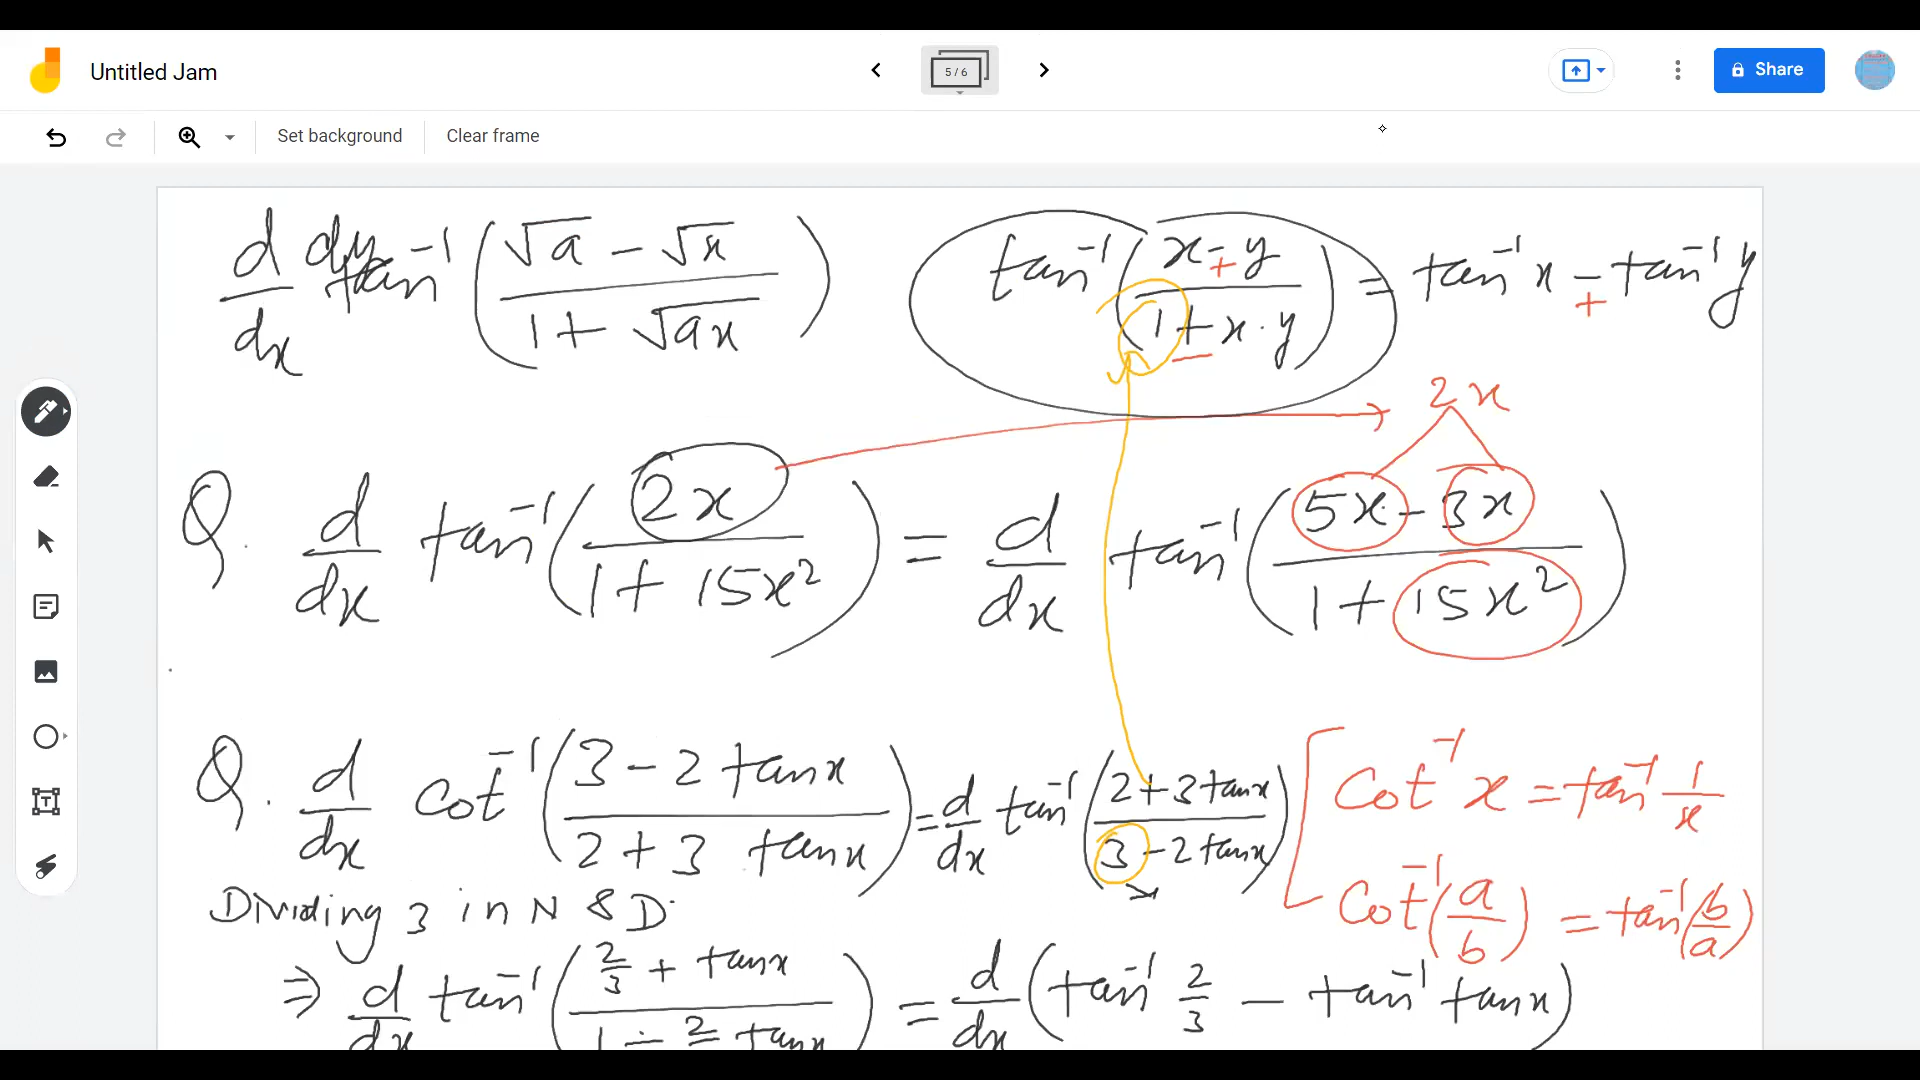 Untitled Jam
5 / 6
Share
Set background
Clear frame
d/dx tan⁻¹ ((√a - √x)/(1 + √ax))
tan⁻¹ ((x - y)/(1 + x·y)) = tan⁻¹ x - tan⁻¹ y
+ +
2x
Q. d/dx tan⁻¹ (2x/(1 + 15x²)) = d/dx tan⁻¹ ((5x - 3x)/(1 + 15x²))
Q. d/dx cot⁻¹ ((3 - 2 tanx)/(2 + 3 tanx)) = d/dx tan⁻¹ ((2 + 3 tanx)/(3 - 2 tanx))
Cot⁻¹ x = tan⁻¹ 1/x
Cot⁻¹ (a/b) = tan⁻¹ (b/a)
Dividing 3 in N & D
⇒ d/dx tan⁻¹ ((2/3 + tanx)/(1 - 2 tanx)) = d/dx (tan⁻¹ 2/3 - tan⁻¹ tanx)